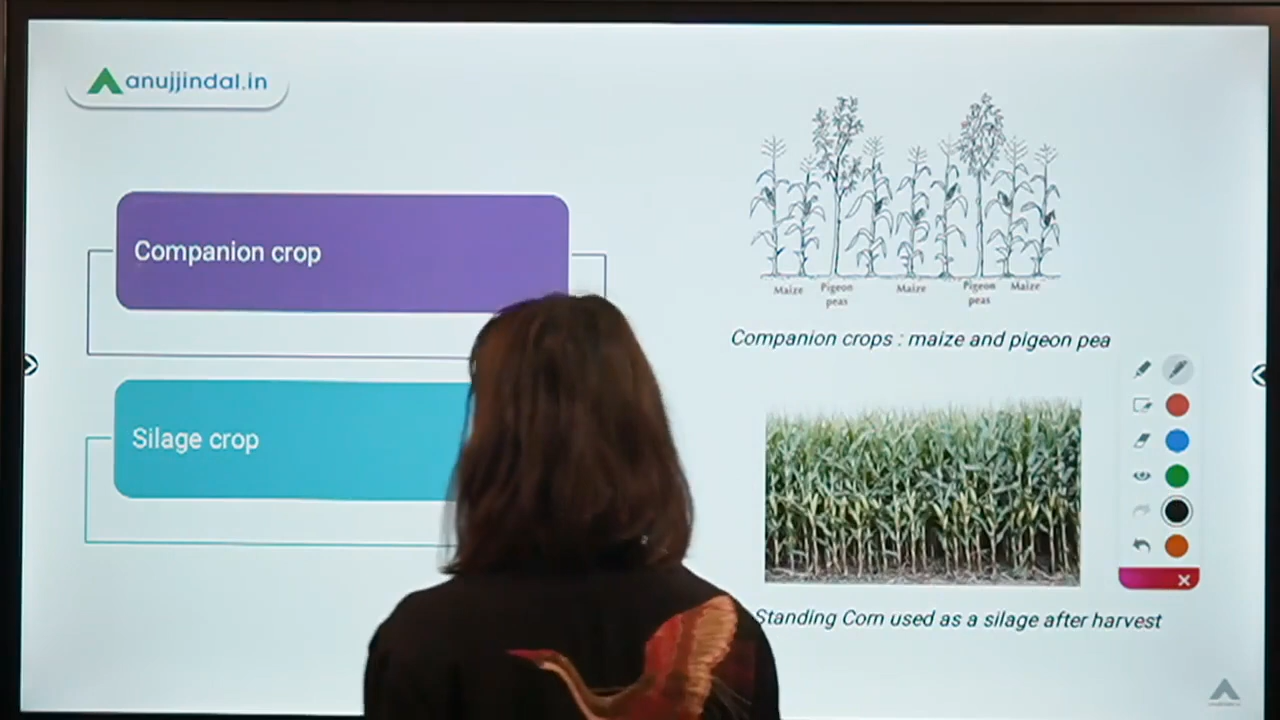 anujjindal.in
Companion crop
Silage crop
Maize Pigeon peas Maize Pigeon peas Maize
Companion crops : maize and pigeon pea
Standing Corn used as a silage after harvest